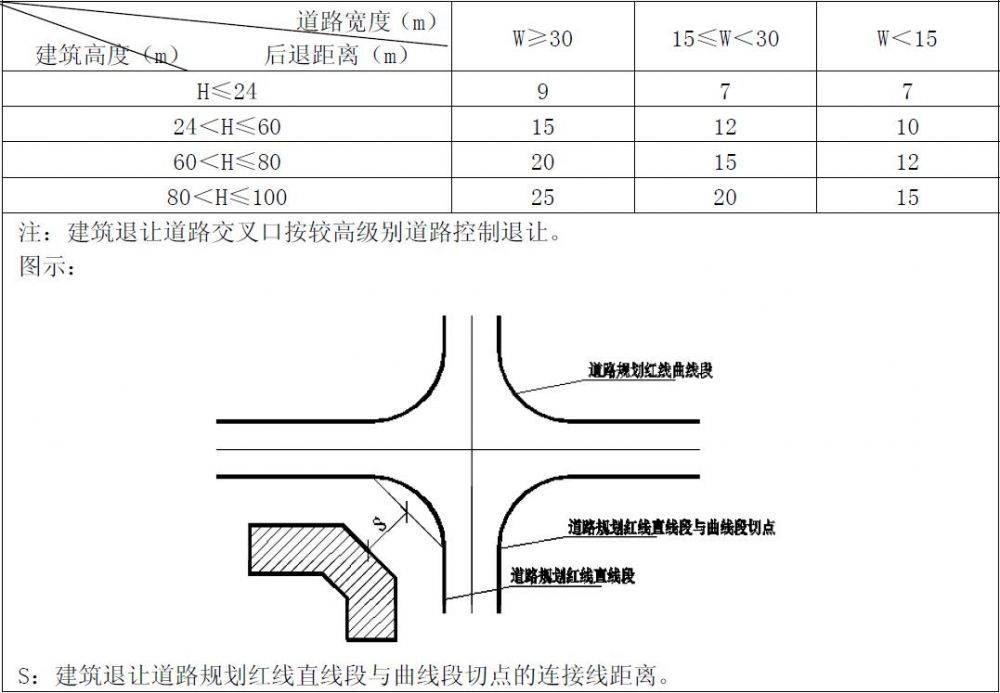 道路宽度（m）
建筑高度（m） 后退距离（m）
W≥30 15≤W＜30 W＜15
H≤24 9 7 7
24＜H≤60 15 12 10
60＜H≤80 20 15 12
80＜H≤100 25 20 15
注：建筑退让道路交叉口按较高级别道路控制退让。
图示：
道路规划红线曲线段
S
道路规划红线直线段与曲线段切点
道路规划红线直线段
S：建筑退让道路规划红线直线段与曲线段切点的连接线距离。